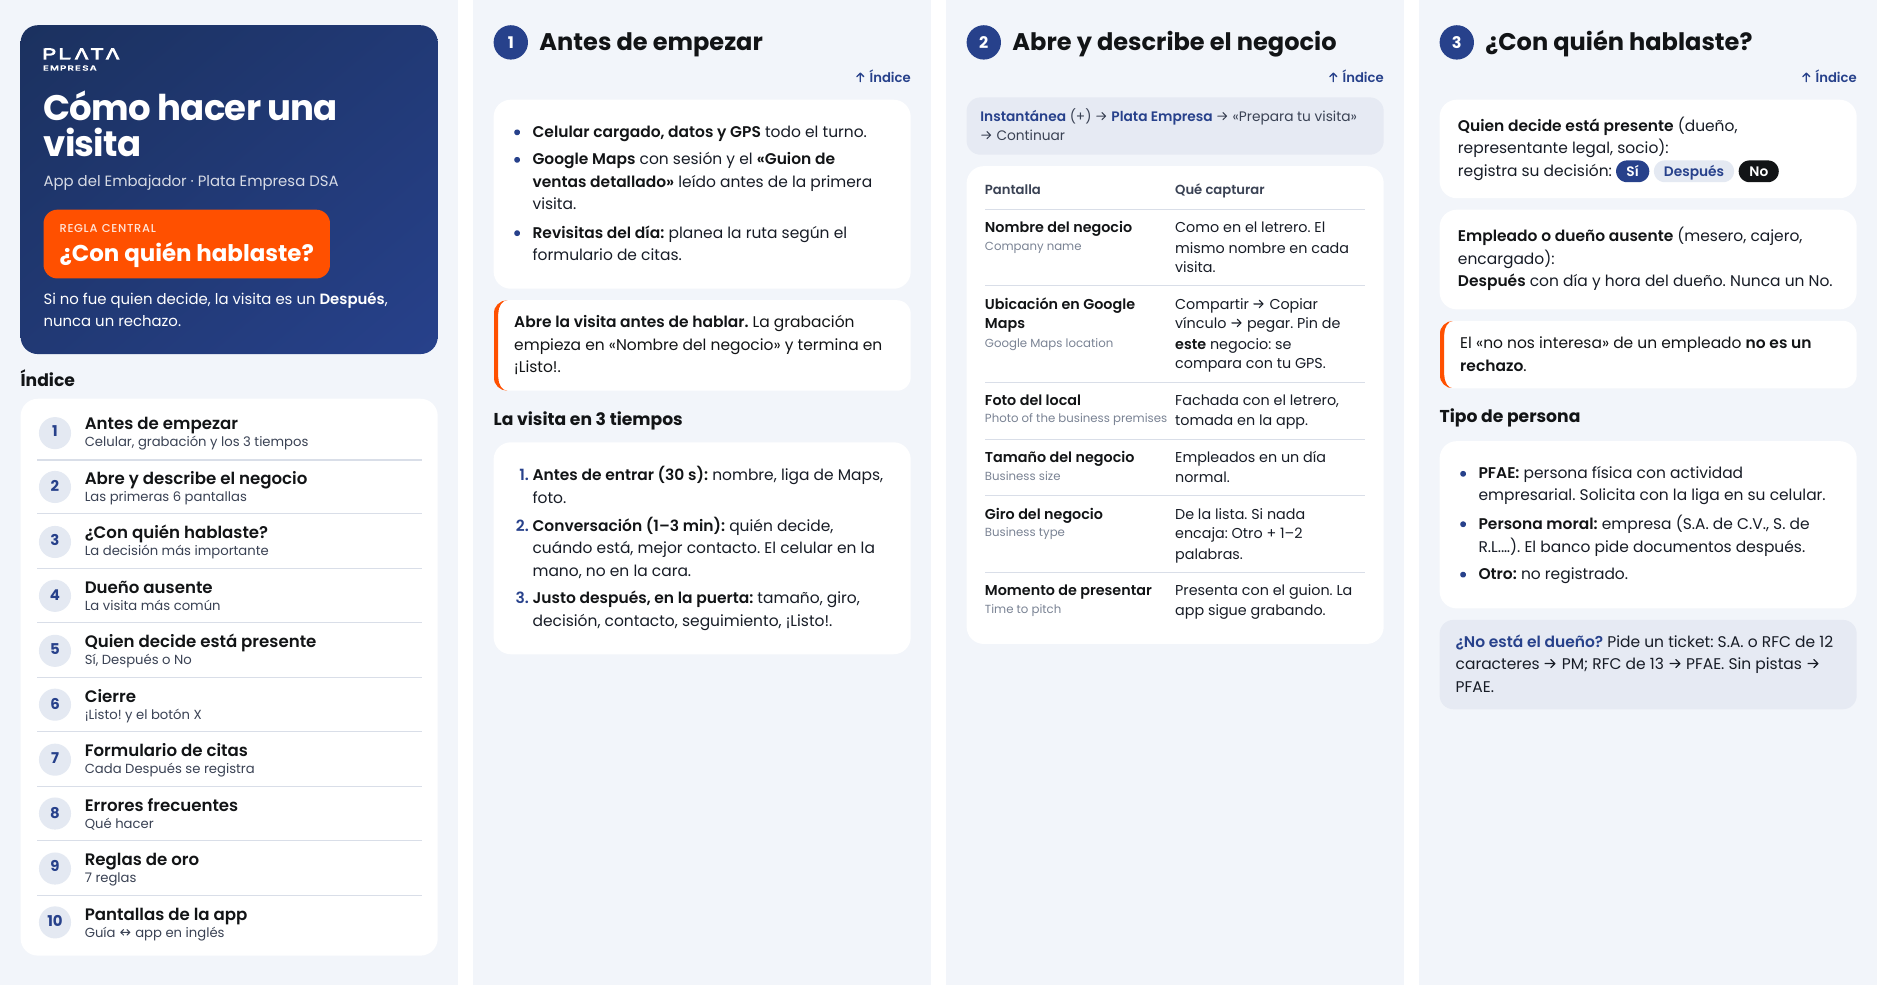 PLATA
EMPRESA
Cómo hacer una
visita
App del Embajador · Plata Empresa DSA
REGLA CENTRAL
¿Con quién hablaste?
Si no fue quien decide, la visita es un Después,
nunca un rechazo.
Índice
1 Antes de empezar
Celular, grabación y los 3 tiempos
2 Abre y describe el negocio
Las primeras 6 pantallas
3 ¿Con quién hablaste?
La decisión más importante
4 Dueño ausente
La visita más común
5 Quien decide está presente
Sí, Después o No
6 Cierre
¡Listo! y el botón X
7 Formulario de citas
Cada Después se registra
8 Errores frecuentes
Qué hacer
9 Reglas de oro
7 reglas
10 Pantallas de la app
Guía ↔ app en inglés
1 Antes de empezar
↑ Índice
• Celular cargado, datos y GPS todo el turno.
• Google Maps con sesión y el «Guion de
ventas detallado» leído antes de la primera
visita.
• Revisitas del día: planea la ruta según el
formulario de citas.
Abre la visita antes de hablar. La grabación
empieza en «Nombre del negocio» y termina en
¡Listo!.
La visita en 3 tiempos
1. Antes de entrar (30 s): nombre, liga de Maps,
foto.
2. Conversación (1–3 min): quién decide,
cuándo está, mejor contacto. El celular en la
mano, no en la cara.
3. Justo después, en la puerta: tamaño, giro,
decisión, contacto, seguimiento, ¡Listo!.
2 Abre y describe el negocio
↑ Índice
Instantánea (+) → Plata Empresa → «Prepara tu visita»
→ Continuar
Pantalla Qué capturar
Nombre del negocio
Company name
Como en el letrero. El
mismo nombre en cada
visita.
Ubicación en Google
Maps
Google Maps location
Compartir → Copiar
vínculo → pegar. Pin de
este negocio: se
compara con tu GPS.
Foto del local
Photo of the business premises
Fachada con el letrero,
tomada en la app.
Tamaño del negocio
Business size
Empleados en un día
normal.
Giro del negocio
Business type
De la lista. Si nada
encaja: Otro + 1–2
palabras.
Momento de presentar
Time to pitch
Presenta con el guion. La
app sigue grabando.
3 ¿Con quién hablaste?
↑ Índice
Quien decide está presente (dueño,
representante legal, socio):
registra su decisión: Sí Después No
Empleado o dueño ausente (mesero, cajero,
encargado):
Después con día y hora del dueño. Nunca un No.
El «no nos interesa» de un empleado no es un
rechazo.
Tipo de persona
• PFAE: persona física con actividad
empresarial. Solicita con la liga en su celular.
• Persona moral: empresa (S.A. de C.V., S. de
R.L.…). El banco pide documentos después.
• Otro: no registrado.
¿No está el dueño? Pide un ticket: S.A. o RFC de 12
caracteres → PM; RFC de 13 → PFAE. Sin pistas →
PFAE.